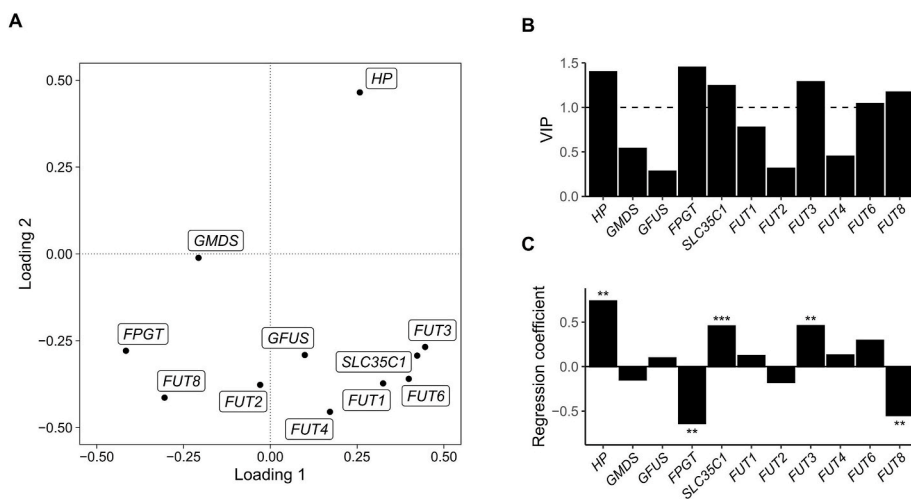 A
Loading 2
0.50
0.25
0.00
−0.25
−0.50
HP
GMDS
FPGT
GFUS
FUT3
SLC35C1
FUT8
FUT2
FUT1
FUT6
FUT4
−0.50
−0.25
0.00
0.25
0.50
Loading 1
B
VIP
1.5
1.0
0.5
0.0
HP
GMDS
GFUS
FPGT
SLC35C1
FUT1
FUT2
FUT3
FUT4
FUT6
FUT8
C
Regression coefficient
0.5
0.0
−0.5
**
**
***
**
**
HP
GMDS
GFUS
FPGT
SLC35C1
FUT1
FUT2
FUT3
FUT4
FUT6
FUT8